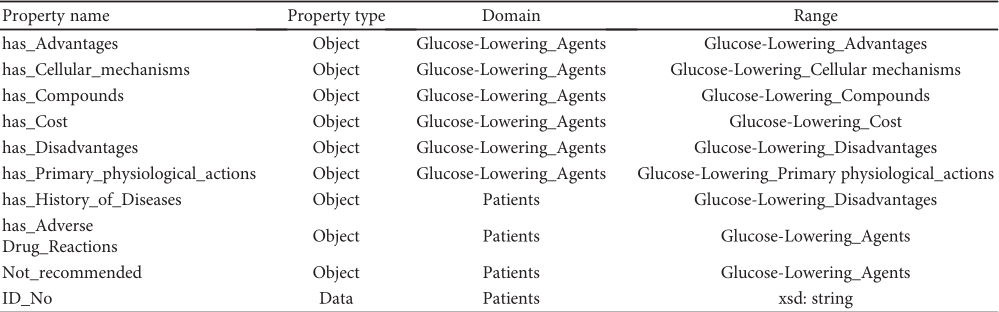 Property name Property type Domain Range
has_Advantages Object Glucose-Lowering_Agents Glucose-Lowering_Advantages
has_Cellular_mechanisms Object Glucose-Lowering_Agents Glucose-Lowering_Cellular mechanisms
has_Compounds Object Glucose-Lowering_Agents Glucose-Lowering_Compounds
has_Cost Object Glucose-Lowering_Agents Glucose-Lowering_Cost
has_Disadvantages Object Glucose-Lowering_Agents Glucose-Lowering_Disadvantages
has_Primary_physiological_actions Object Glucose-Lowering_Agents Glucose-Lowering_Primary physiological_actions
has_History_of_Diseases Object Patients Glucose-Lowering_Disadvantages
has_Adverse
Drug_Reactions Object Patients Glucose-Lowering_Agents
Not_recommended Object Patients Glucose-Lowering_Agents
ID_No Data Patients xsd: string